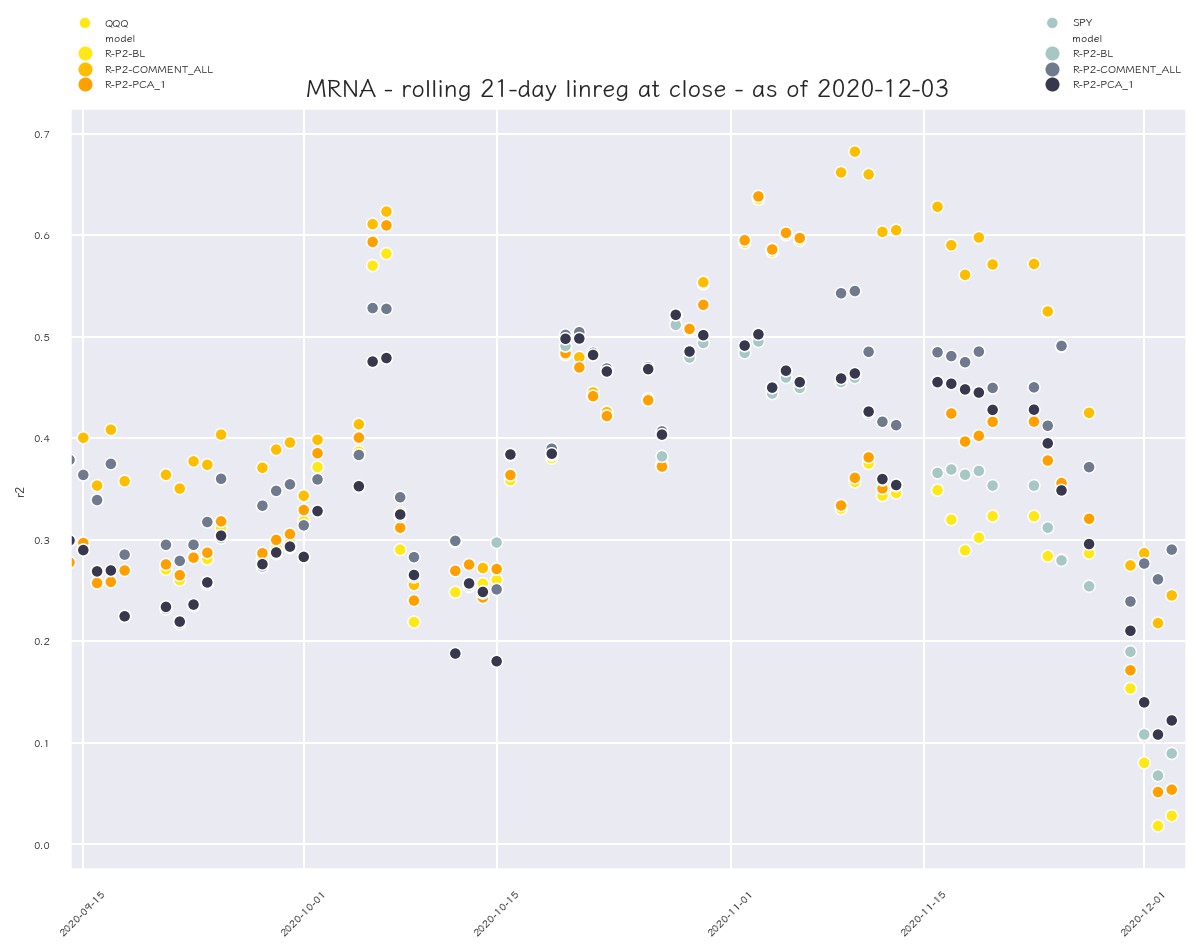 QQQ
model
R-P2-BL
R-P2-COMMENT_ALL
R-P2-PCA_1
SPY
model
R-P2-BL
R-P2-COMMENT_ALL
R-P2-PCA_1
MRNA - rolling 21-day linreg at close - as of 2020-12-03
r2
0.7
0.6
0.5
0.4
0.3
0.2
0.1
0.0
2020-09-15
2020-10-01
2020-10-15
2020-11-01
2020-11-15
2020-12-01